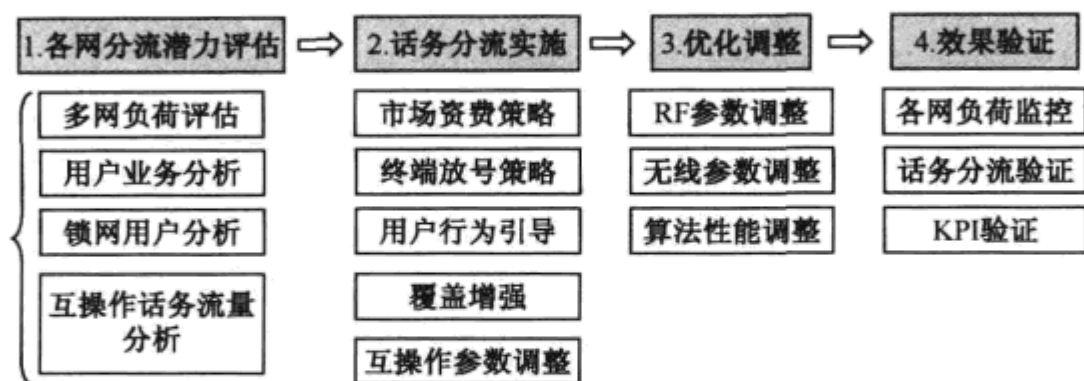 1.各网分流潜力评估
2.话务分流实施
3.优化调整
4.效果验证
多网负荷评估
用户业务分析
锁网用户分析
互操作话务流量
分析
市场资费策略
终端放号策略
用户行为引导
覆盖增强
互操作参数调整
RF参数调整
无线参数调整
算法性能调整
各网负荷监控
话务分流验证
KPI验证